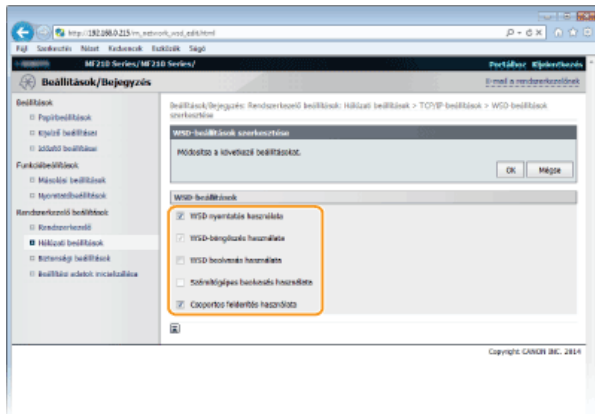 http://192.168.0.215/m_network_wsd_edit.html
Fájl Szerkesztés Nézet Kedvencek Eszközök Súgó
MF210 Series/MF210 Series/
Portálhoz Kijelentkezés
Beállítások/Bejegyzés
E-mail a rendszerkezelőnek
Beállítások
Papírbeállítások
Kijelző beállításai
Időzítő beállításai
Funkcióbeállítások
Másolási beállítások
Nyomtatóbeállítások
Rendszerkezelő beállítások
Rendszerkezelő
Hálózati beállítások
Biztonsági beállítások
Beállítási adatok inicializálása
Beállítások/Bejegyzés: Rendszerkezelő beállítások: Hálózati beállítások > TCP/IP-beállítások > WSD-beállítások
szerkesztése
WSD-beállítások szerkesztése
Módosítsa a következő beállításokat.
OK Mégse
WSD-beállítások
WSD nyomtatás használata
WSD-böngészés használata
WSD beolvasás használata
Számítógépes beolvasás használata
Csoportos felderítés használata
Copyright CANON INC. 2014